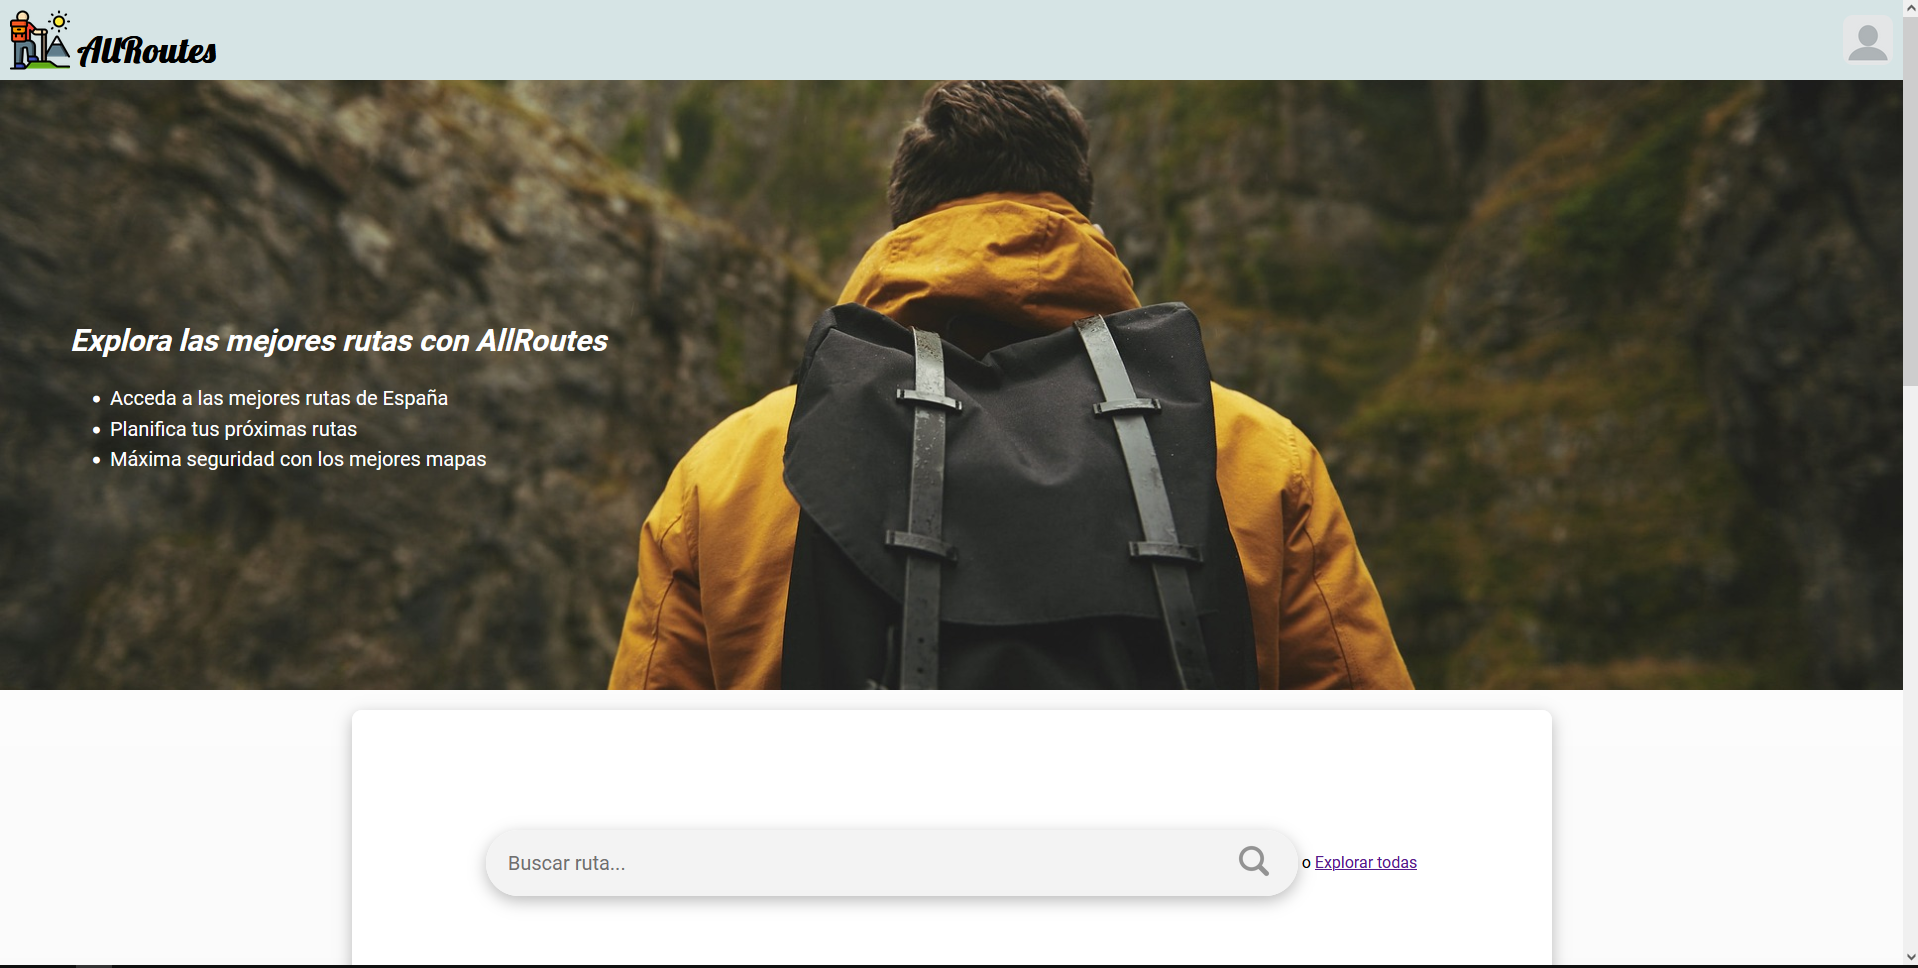 AllRoutes
Explora las mejores rutas con AllRoutes
Acceda a las mejores rutas de España
Planifica tus próximas rutas
Máxima seguridad con los mejores mapas
Buscar ruta...
o Explorar todas